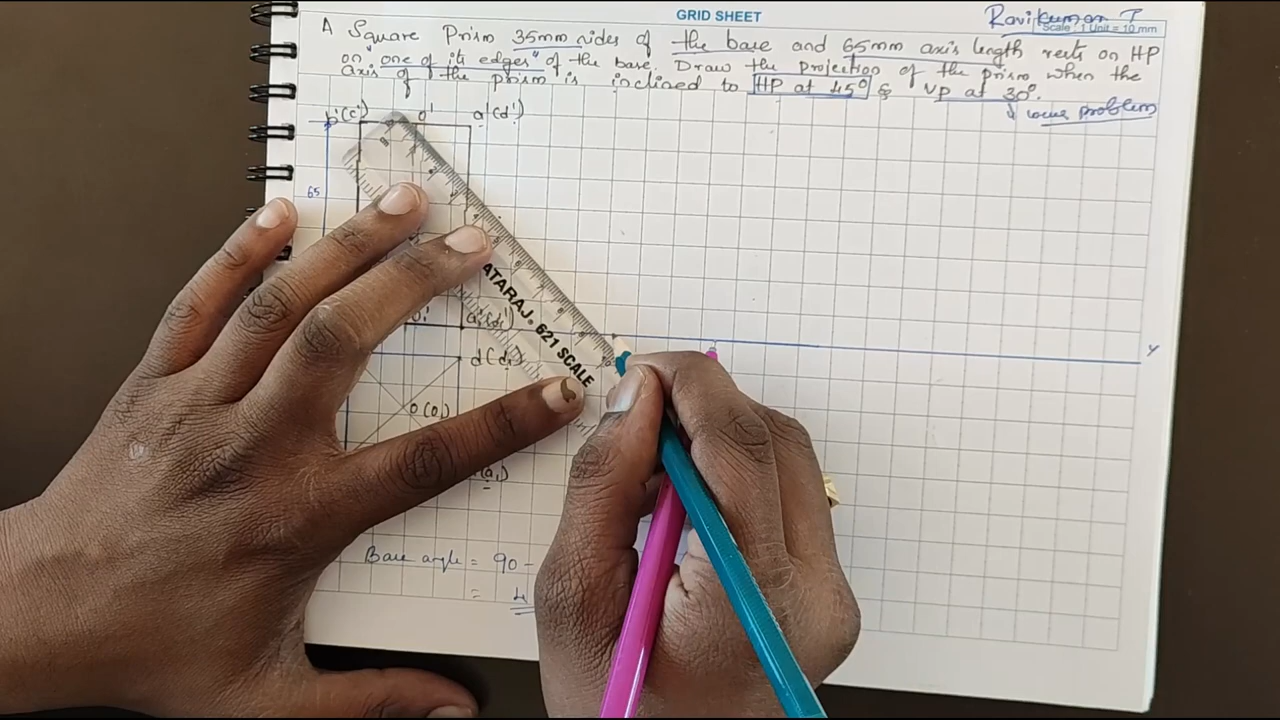 GRID SHEET
Ravikumar T
Scale : 1 Unit = 10 mm
A Square Prism 35mm sides of the base and 65mm axis length rests on HP
on "one of its edges" of the base. Draw the projection of the prism when the
axis of the prism is inclined to HP at 45° & VP at 30°.
b'(c') o' a'(d')
65
ATARAJ 621 SCALE
y
d(d₁)
o(o₁)
(a₁)
Base angle = 90 -
=